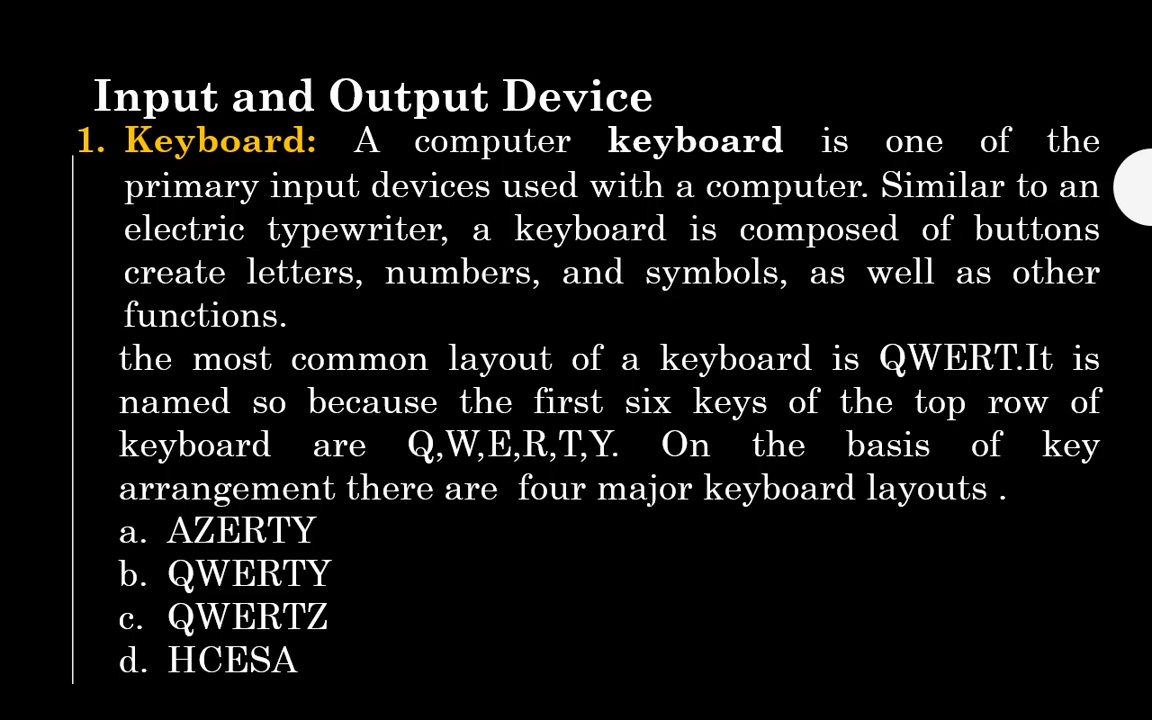 Input and Output Device
1. Keyboard: A computer keyboard is one of the
primary input devices used with a computer. Similar to an
electric typewriter, a keyboard is composed of buttons
create letters, numbers, and symbols, as well as other
functions.
the most common layout of a keyboard is QWERT.It is
named so because the first six keys of the top row of
keyboard are Q,W,E,R,T,Y. On the basis of key
arrangement there are four major keyboard layouts .
a. AZERTY
b. QWERTY
c. QWERTZ
d. HCESA